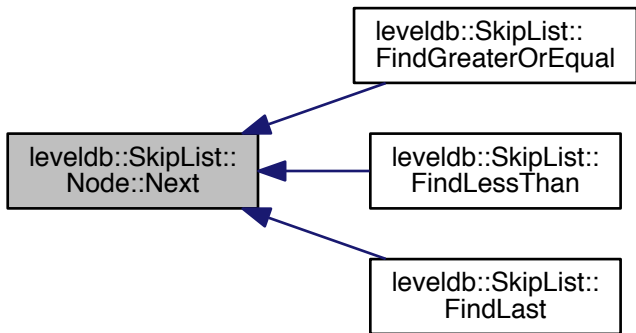 leveldb::SkipList::
FindGreaterOrEqual
leveldb::SkipList::
Node::Next
leveldb::SkipList::
FindLessThan
leveldb::SkipList::
FindLast